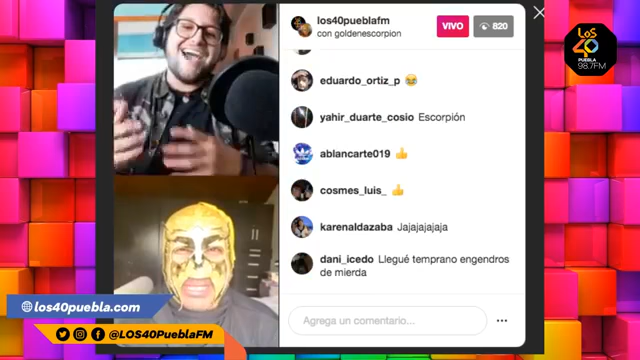 los40pueblafm
con goldenescorpion
VIVO
820
LOS
40
PUEBLA
98.7FM
eduardo_ortiz_p 😂
yahir_duarte_cosio Escorpión
ablancarte019 👍
cosmes_luis_ 👍
karenaldazaba Jajajajajaja
dani_icedo Llegué temprano engendros
de mierda
Agrega un comentario...
los40puebla.com
@LOS40PueblaFM